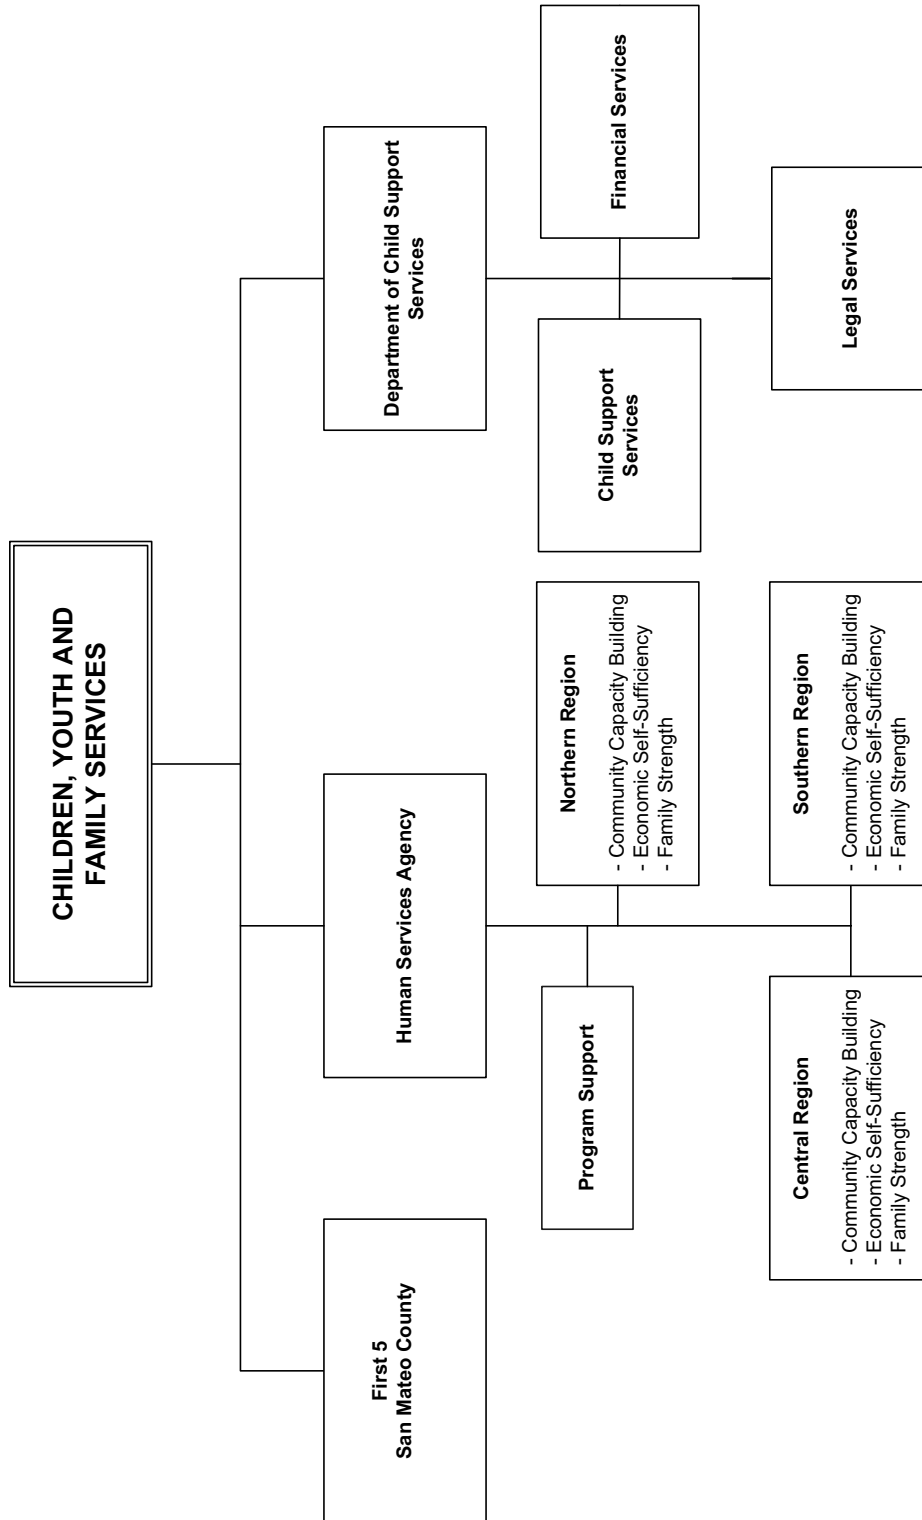 CHILDREN, YOUTH AND
FAMILY SERVICES
First 5
San Mateo County
Human Services Agency
Department of Child Support
Services
Program Support
Northern Region
- Community Capacity Building
- Economic Self-Sufficiency
- Family Strength
Child Support
Services
Financial Services
Central Region
- Community Capacity Building
- Economic Self-Sufficiency
- Family Strength
Southern Region
- Community Capacity Building
- Economic Self-Sufficiency
- Family Strength
Legal Services